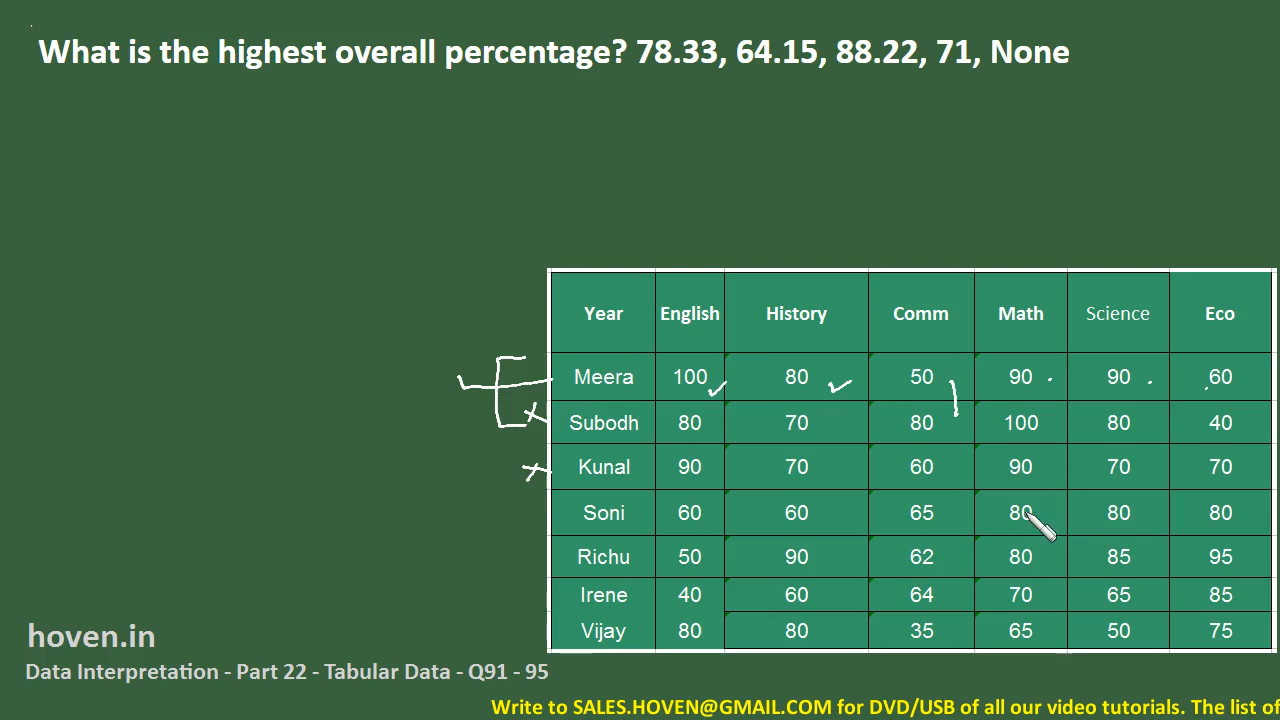 What is the highest overall percentage? 78.33, 64.15, 88.22, 71, None
Year English History Comm Math Science Eco
Meera 100 80 50 90 90 60
Subodh 80 70 80 100 80 40
Kunal 90 70 60 90 70 70
Soni 60 60 65 80 80 80
Richu 50 90 62 80 85 95
Irene 40 60 64 70 65 85
Vijay 80 80 35 65 50 75
hoven.in
Data Interpretation - Part 22 - Tabular Data - Q91 - 95
Write to SALES.HOVEN@GMAIL.COM for DVD/USB of all our video tutorials. The list of